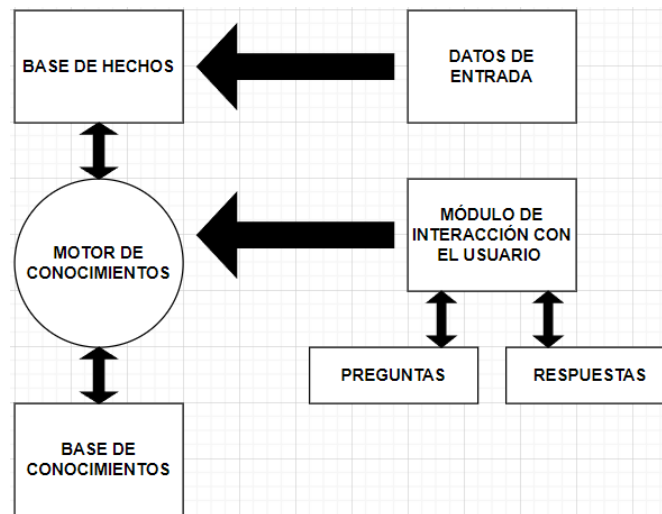 BASE DE HECHOS
DATOS DE
ENTRADA
MOTOR DE
CONOCIMIENTOS
MÓDULO DE
INTERACCIÓN CON
EL USUARIO
PREGUNTAS
RESPUESTAS
BASE DE
CONOCIMIENTOS